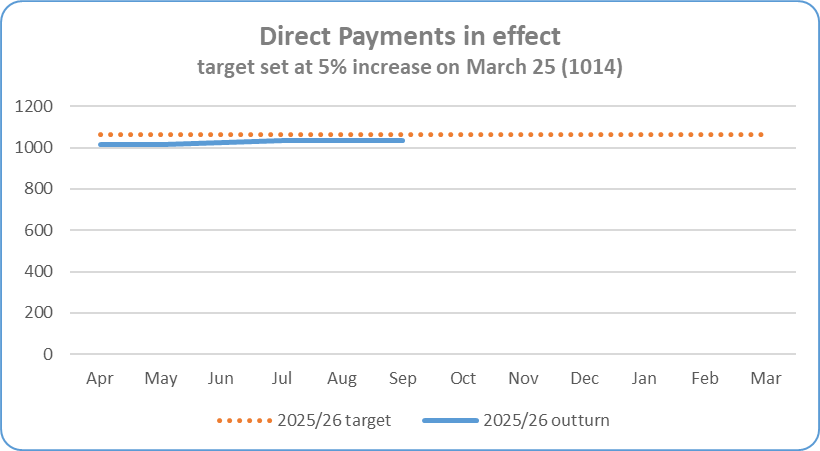 Direct Payments in effect
target set at 5% increase on March 25 (1014)
1200
1000
800
600
400
200
0
Apr May Jun Jul Aug Sep Oct Nov Dec Jan Feb Mar
2025/26 target 2025/26 outturn